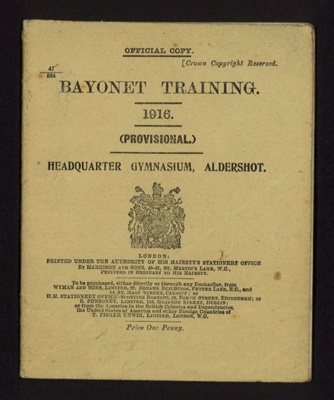 OFFICIAL COPY.
[Crown Copyright Reserved.
47
BAYONET TRAINING.
1916.
(PROVISIONAL.)
HEADQUARTER GYMNASIUM, ALDERSHOT.
LONDON:
PRINTED UNDER THE AUTHORITY OF HIS MAJESTY'S STATIONERY OFFICE
BY HARRISON AND SONS, 45-47, ST. MARTIN'S LANE, W.C.,
PRINTERS IN ORDINARY TO HIS MAJESTY.
To be purchased, either directly or through any Bookseller, from
WYMAN AND SONS, LIMITED, 29, BREAMS BUILDINGS, FETTER LANE, E.C., and
54, ST. MARY STREET, CARDIFF; or
H.M. STATIONERY OFFICE (SCOTTISH BRANCH), 23, FORTH STREET, EDINBURGH; or
E. PONSONBY, LIMITED, 116, GRAFTON STREET, DUBLIN;
or from the Agencies in the British Colonies and Dependencies,
the United States of America and other Foreign Countries of
T. FISHER UNWIN, LIMITED, LONDON, W.C.
Price One Penny.